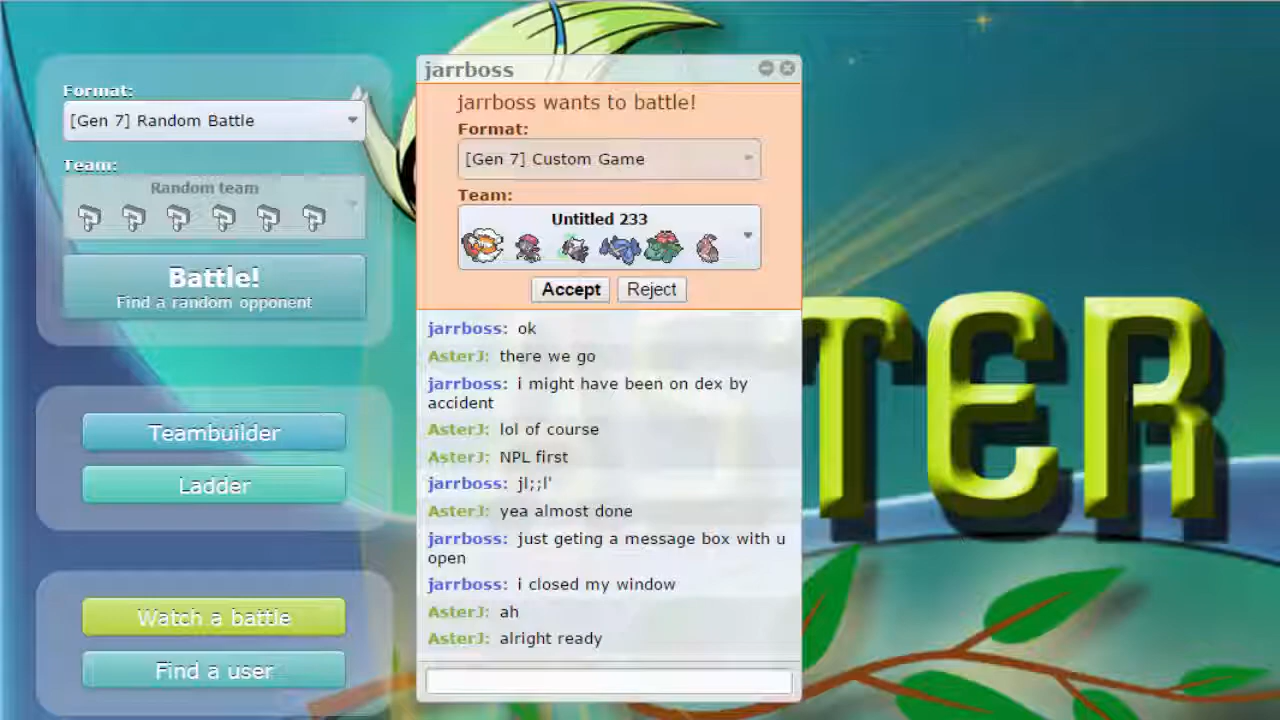 Format:
[Gen 7] Random Battle
Team:
Random team
Battle!
Find a random opponent
Teambuilder
Ladder
Watch a battle
Find a user
jarrboss
jarrboss wants to battle!
Format:
[Gen 7] Custom Game
Team:
Untitled 233
Accept Reject
jarrboss: ok
AsterJ: there we go
jarrboss: i might have been on dex by
accident
AsterJ: lol of course
AsterJ: NPL first
jarrboss: jl;;l'
AsterJ: yea almost done
jarrboss: just geting a message box with u
open
jarrboss: i closed my window
AsterJ: ah
AsterJ: alright ready
TER